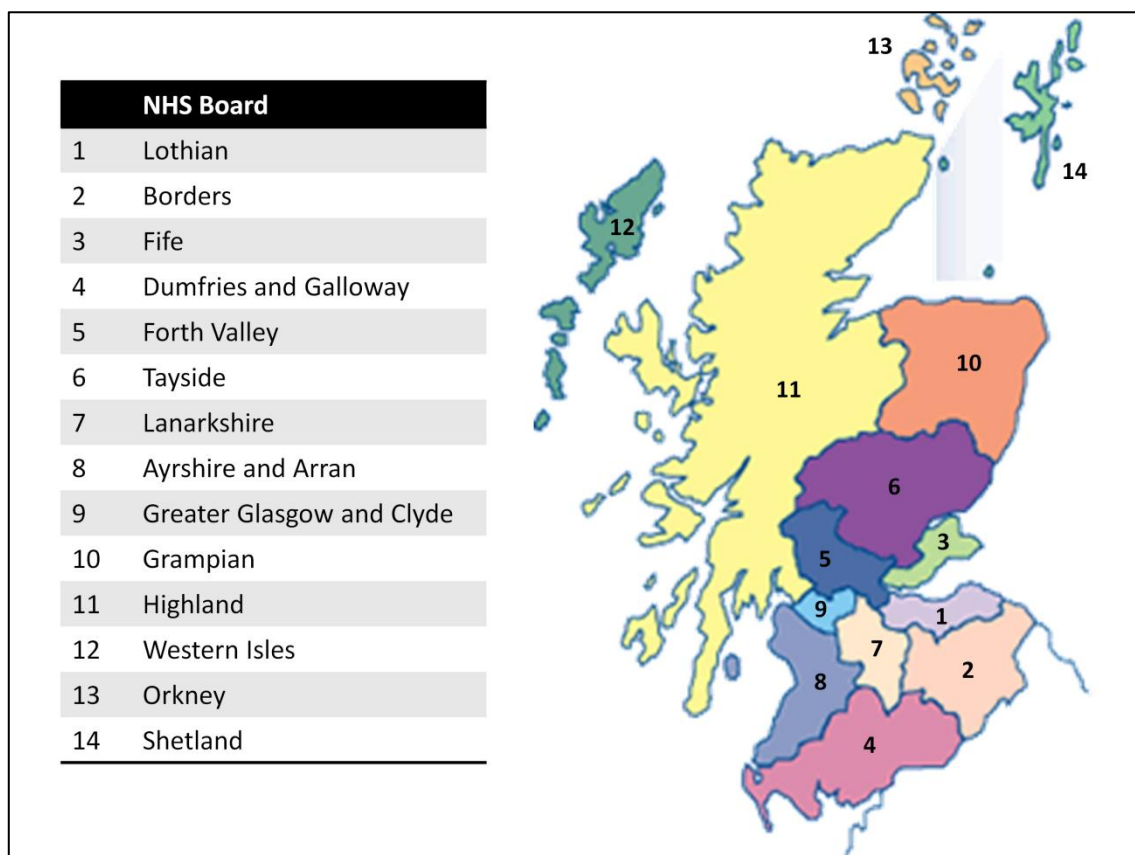 NHS Board
1 Lothian
2 Borders
3 Fife
4 Dumfries and Galloway
5 Forth Valley
6 Tayside
7 Lanarkshire
8 Ayrshire and Arran
9 Greater Glasgow and Clyde
10 Grampian
11 Highland
12 Western Isles
13 Orkney
14 Shetland
13
14
12
10
11
6
3
5
9
1
7
2
8
4